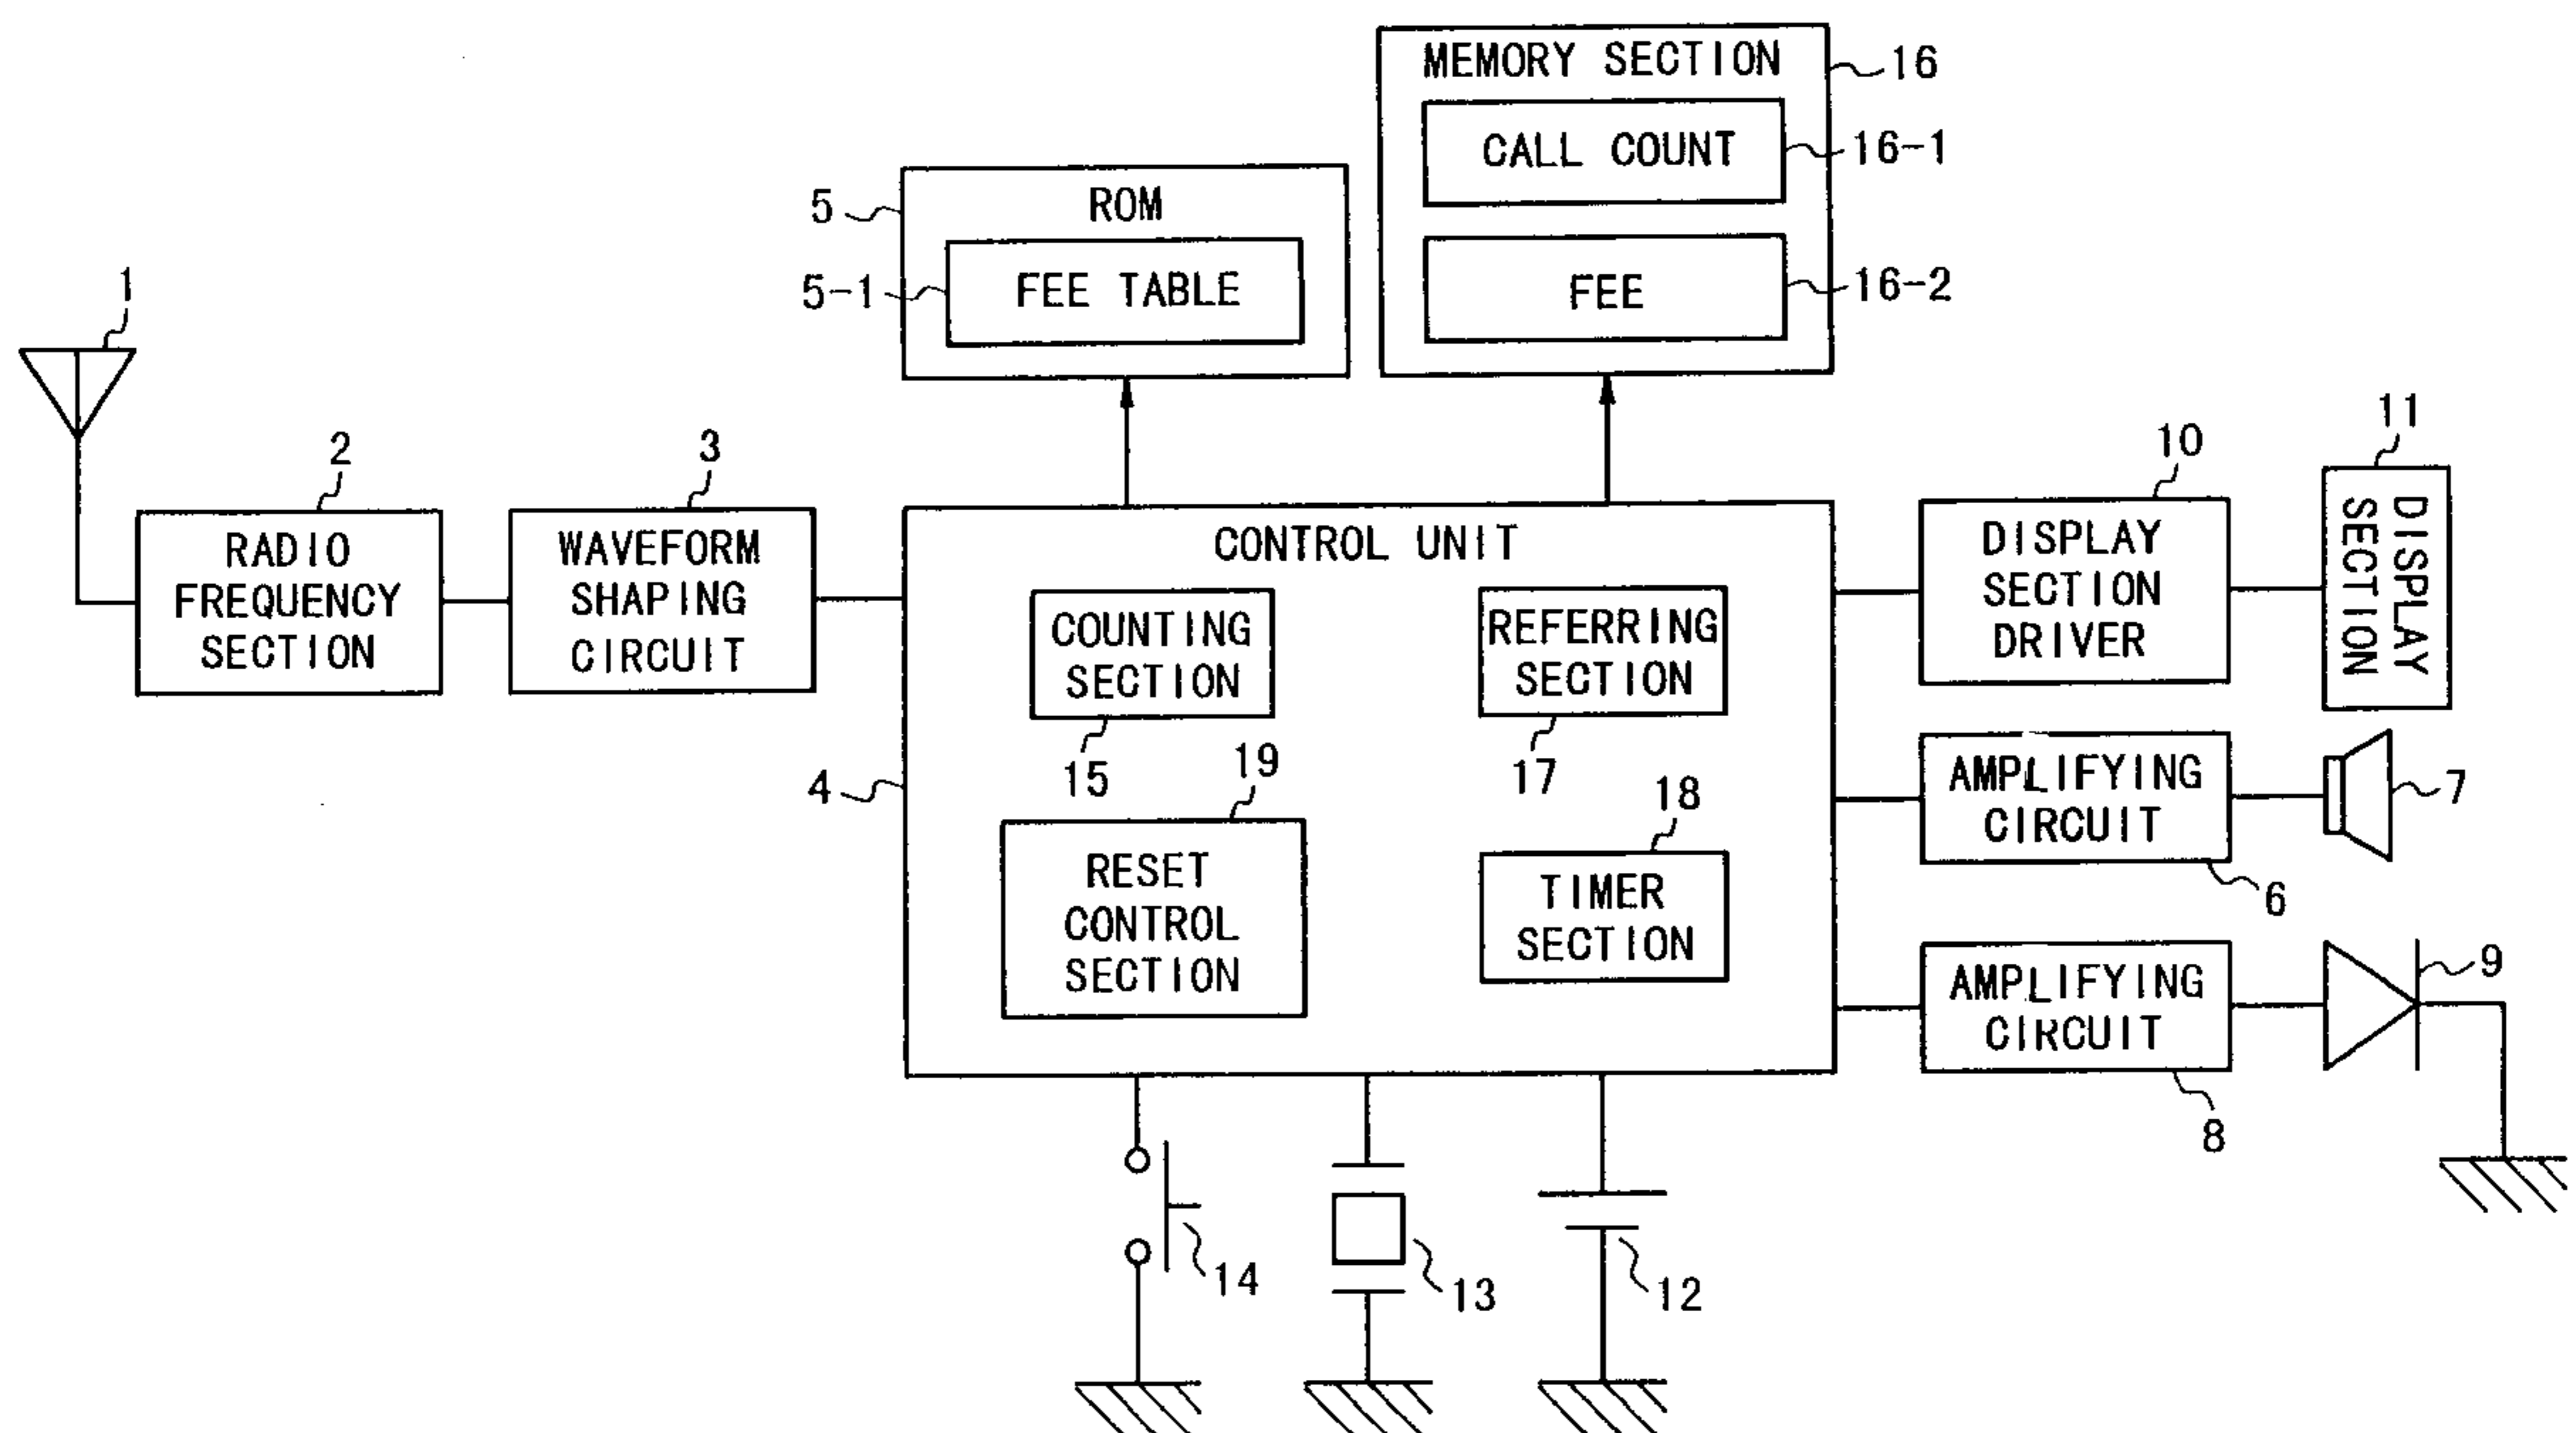 MEMORY SECTION
16
CALL COUNT
16-1
FEE
16-2
5
ROM
5-1
FEE TABLE
1
2
RADIO
FREQUENCY
SECTION
3
WAVEFORM
SHAPING
CIRCUIT
4
CONTROL UNIT
COUNTING
SECTION
15
REFERRING
SECTION
17
19
RESET
CONTROL
SECTION
18
TIMER
SECTION
10
DISPLAY
SECTION
DRIVER
11
DISPLAY
SECTION
AMPLIFYING
CIRCUIT
6
7
AMPLIFYING
CIRCUIT
8
9
14
13
12